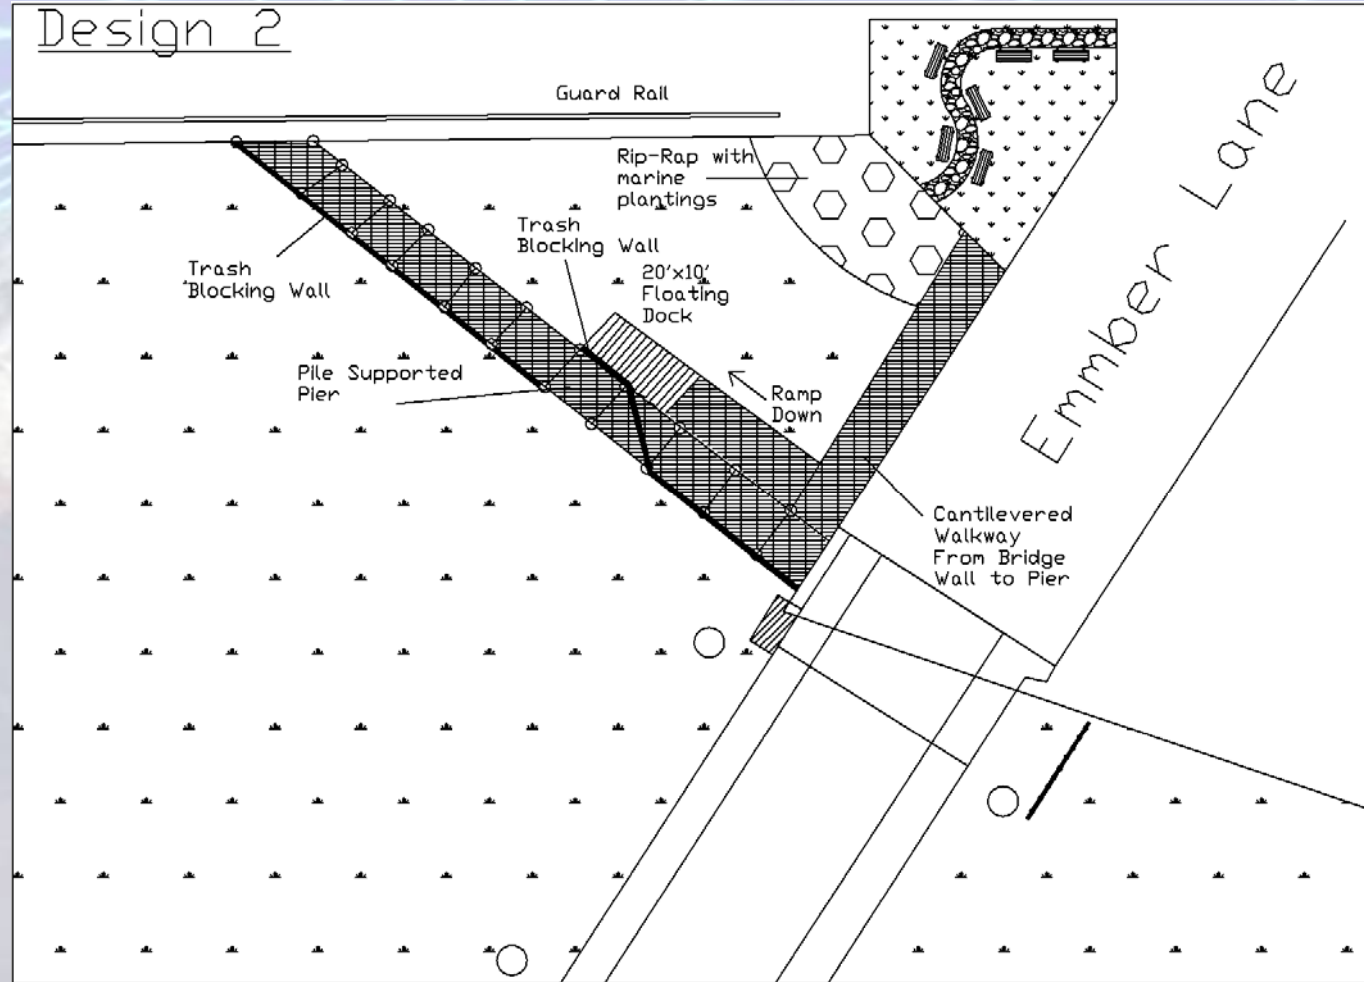 Design 2
Guard Rail
Rip-Rap with
marine
plantings
Trash
Blocking Wall
20'x10'
Floating
Dock
Trash
Blocking Wall
Pile Supported
Pier
Ramp
Down
Emmber Lane
Cantilevered
Walkway
From Bridge
Wall to Pier